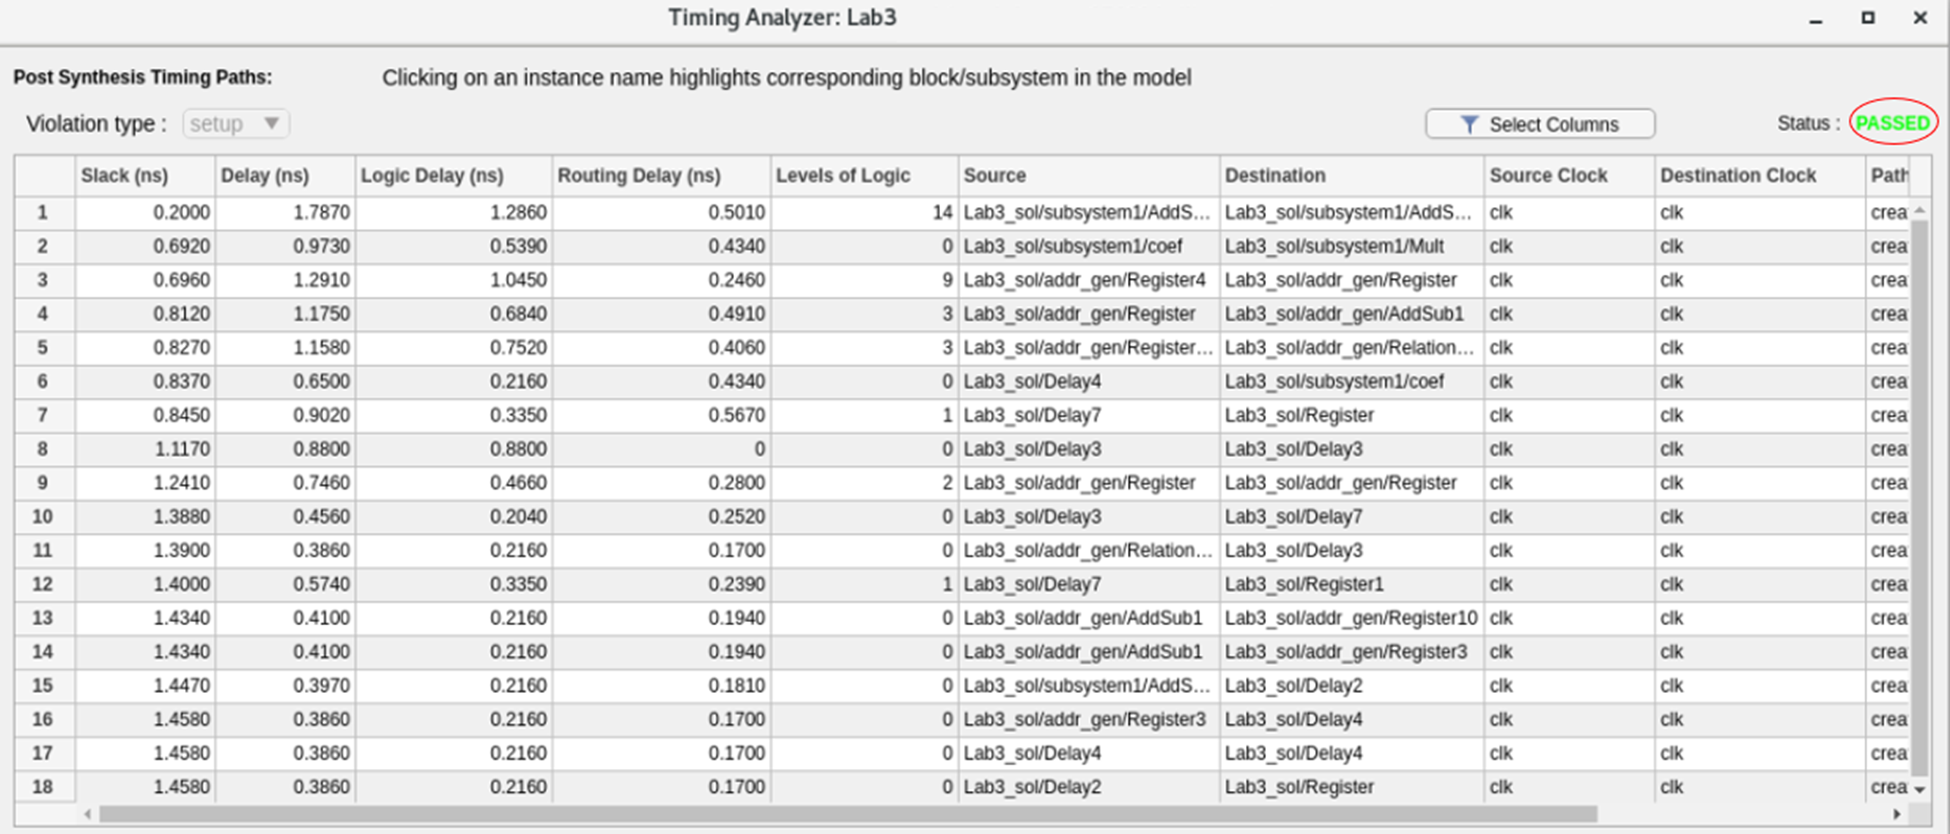 Timing Analyzer: Lab3
Post Synthesis Timing Paths: Clicking on an instance name highlights corresponding block/subsystem in the model
Violation type : setup Select Columns Status : PASSED
Slack (ns) Delay (ns) Logic Delay (ns) Routing Delay (ns) Levels of Logic Source Destination Source Clock Destination Clock Path
1 0.2000 1.7870 1.2860 0.5010 14 Lab3_sol/subsystem1/AddS... Lab3_sol/subsystem1/AddS... clk clk crea
2 0.6920 0.9730 0.5390 0.4340 0 Lab3_sol/subsystem1/coef Lab3_sol/subsystem1/Mult clk clk crea
3 0.6960 1.2910 1.0450 0.2460 9 Lab3_sol/addr_gen/Register4 Lab3_sol/addr_gen/Register clk clk crea
4 0.8120 1.1750 0.6840 0.4910 3 Lab3_sol/addr_gen/Register Lab3_sol/addr_gen/AddSub1 clk clk crea
5 0.8270 1.1580 0.7520 0.4060 3 Lab3_sol/addr_gen/Register... Lab3_sol/addr_gen/Relation... clk clk crea
6 0.8370 0.6500 0.2160 0.4340 0 Lab3_sol/Delay4 Lab3_sol/subsystem1/coef clk clk crea
7 0.8450 0.9020 0.3350 0.5670 1 Lab3_sol/Delay7 Lab3_sol/Register clk clk crea
8 1.1170 0.8800 0.8800 0 0 Lab3_sol/Delay3 Lab3_sol/Delay3 clk clk crea
9 1.2410 0.7460 0.4660 0.2800 2 Lab3_sol/addr_gen/Register Lab3_sol/addr_gen/Register clk clk crea
10 1.3880 0.4560 0.2040 0.2520 0 Lab3_sol/Delay3 Lab3_sol/Delay7 clk clk crea
11 1.3900 0.3860 0.2160 0.1700 0 Lab3_sol/addr_gen/Relation... Lab3_sol/Delay3 clk clk crea
12 1.4000 0.5740 0.3350 0.2390 1 Lab3_sol/Delay7 Lab3_sol/Register1 clk clk crea
13 1.4340 0.4100 0.2160 0.1940 0 Lab3_sol/addr_gen/AddSub1 Lab3_sol/addr_gen/Register10 clk clk crea
14 1.4340 0.4100 0.2160 0.1940 0 Lab3_sol/addr_gen/AddSub1 Lab3_sol/addr_gen/Register3 clk clk crea
15 1.4470 0.3970 0.2160 0.1810 0 Lab3_sol/subsystem1/AddS... Lab3_sol/Delay2 clk clk crea
16 1.4580 0.3860 0.2160 0.1700 0 Lab3_sol/addr_gen/Register3 Lab3_sol/Delay4 clk clk crea
17 1.4580 0.3860 0.2160 0.1700 0 Lab3_sol/Delay4 Lab3_sol/Delay4 clk clk crea
18 1.4580 0.3860 0.2160 0.1700 0 Lab3_sol/Delay2 Lab3_sol/Register clk clk crea